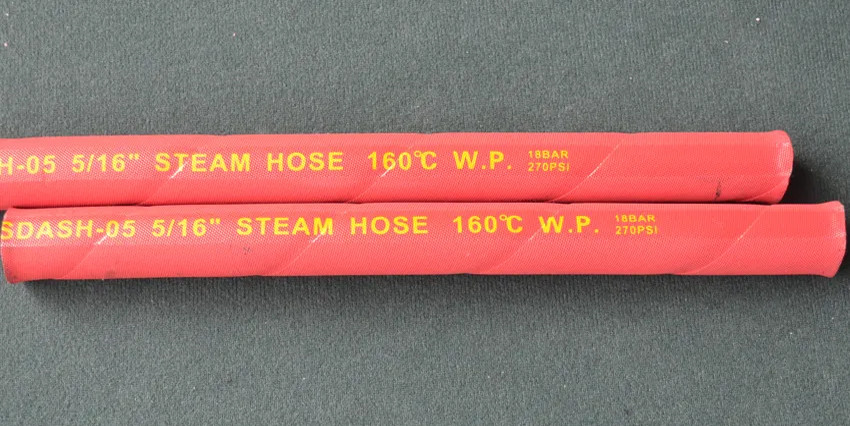 H-05 5/16" STEAM HOSE 160℃ W.P. 18BAR
270PSI
SDASH-05 5/16" STEAM HOSE 160℃ W.P. 18BAR
270PSI